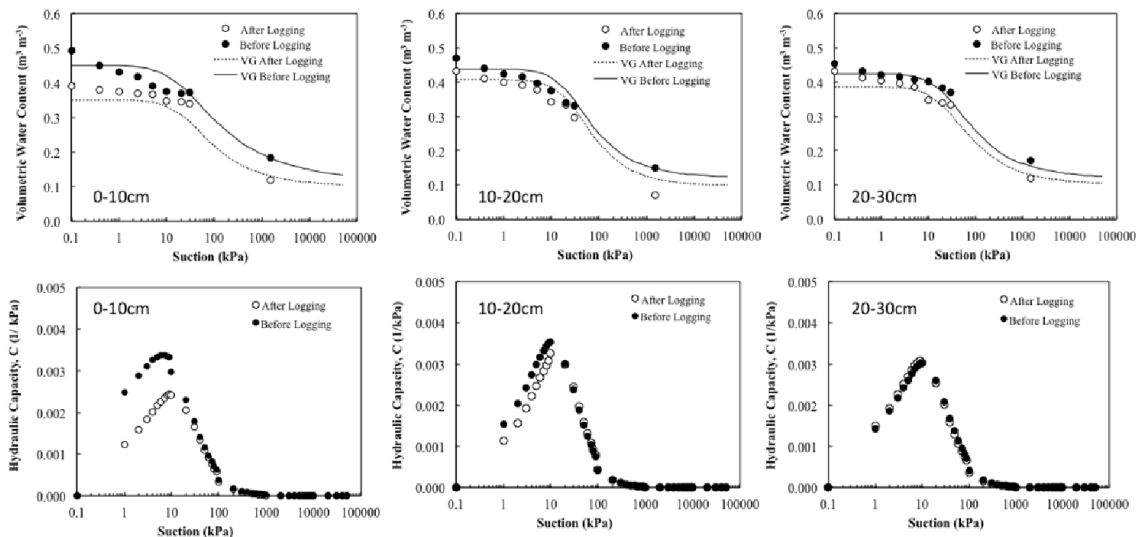 Volumetric Water Content (m³ m⁻³)
0.6
0.5
0.4
0.3
0.2
0.1
0.0
○ After Logging
● Before Logging
VG After Logging
VG Before Logging
0-10cm
0.1 1 10 100 1000 10000 100000
Suction (kPa)
Volumetric Water Content (m³ m⁻³)
0.6
0.5
0.4
0.3
0.2
0.1
0.0
○ After Logging
● Before Logging
VG After Logging
VG Before Logging
10-20cm
0.1 1 10 100 1000 10000 100000
Suction (kPa)
Volumetric Water Content (m³ m⁻³)
0.6
0.5
0.4
0.3
0.2
0.1
0.0
○ After Logging
● Before Logging
VG After Logging
VG Before Logging
20-30cm
0.1 1 10 100 1000 10000 100000
Suction (kPa)
Hydraulic Capacity, C (1/ kPa)
0.005
0.004
0.003
0.002
0.001
0.000
0-10cm
○ After Logging
● Before Logging
0.1 1 10 100 1000 10000 100000
Suction (kPa)
Hydraulic Capacity, C (1/kPa)
0.005
0.004
0.003
0.002
0.001
0.000
10-20cm
○ After Logging
● Before Logging
0.1 1 10 100 1000 10000 100000
Suction (kPa)
Hydraulic Capacity, C (1/kPa)
0.005
0.004
0.003
0.002
0.001
0.000
20-30cm
○ After Logging
● Before Logging
0.1 1 10 100 1000 10000 100000
Suction (kPa)